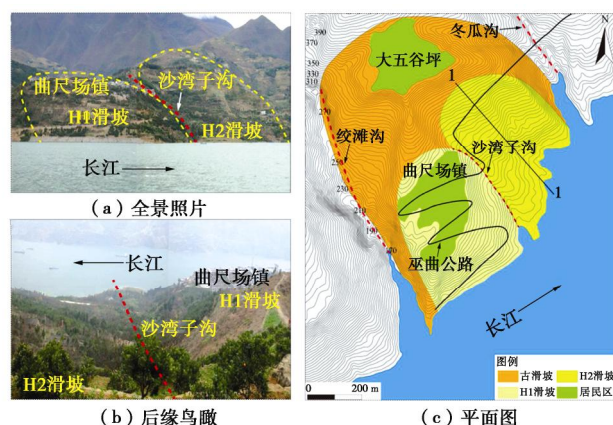 曲尺场镇
沙湾子沟
H1滑坡
H2滑坡
长江
(a)全景照片
长江
曲尺场镇
H1滑坡
沙湾子沟
H2滑坡
(b)后缘鸟瞰
N
冬瓜沟
390
370
350
330
310
大五谷坪
1
270
绞滩沟
沙湾子沟
250
曲尺场镇
230
1
210
190
巫曲公路
170
长江
图例
古滑坡
H2滑坡
H1滑坡
居民区
0
200 m
(c)平面图